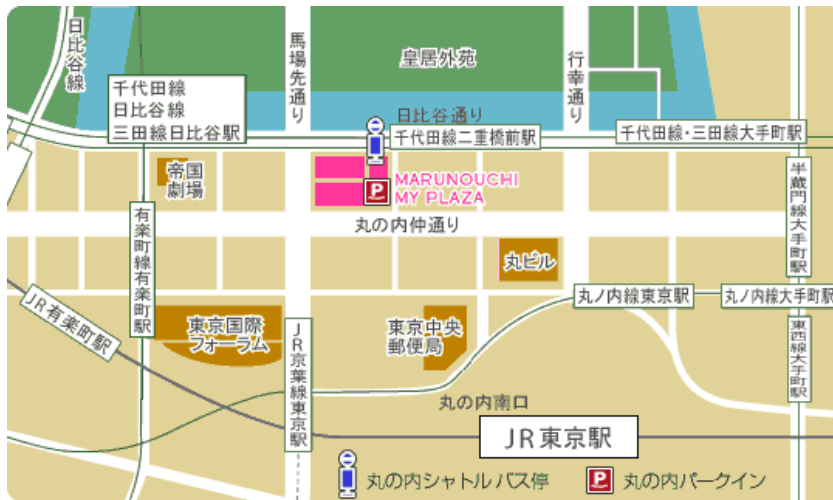 日比谷線
馬場先通り
皇居外苑
行幸通り
千代田線
日比谷線
三田線日比谷駅
日比谷通り
千代田線二重橋前駅
千代田線・三田線大手町駅
帝国
劇場
P
MARUNOUCHI
MY PLAZA
半蔵門線大手町駅
有楽町線有楽町駅
丸の内仲通り
丸ビル
JR有楽町駅
丸ノ内線東京駅
丸ノ内線大手町駅
東京国際
フォーラム
JR京葉線東京駅
東京中央
郵便局
東西線大手町駅
丸の内南口
JR東京駅
丸の内シャトルバス停
P
丸の内パークイン